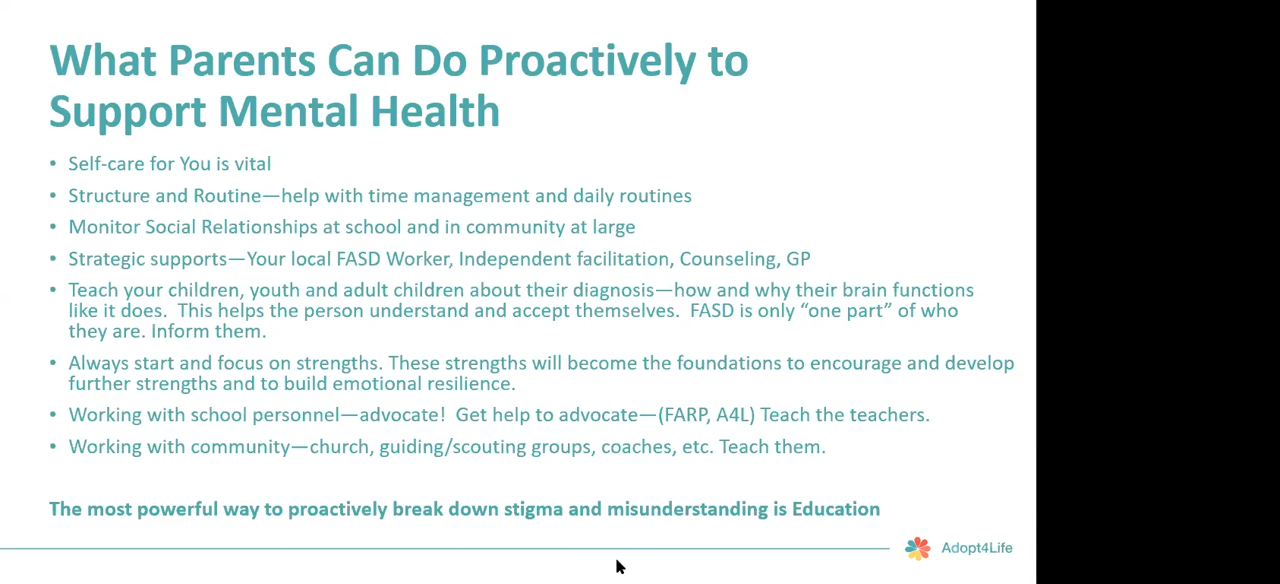 What Parents Can Do Proactively to
Support Mental Health
• Self-care for You is vital
• Structure and Routine—help with time management and daily routines
• Monitor Social Relationships at school and in community at large
• Strategic supports—Your local FASD Worker, Independent facilitation, Counseling, GP
• Teach your children, youth and adult children about their diagnosis—how and why their brain functions
like it does.  This helps the person understand and accept themselves.  FASD is only “one part” of who
they are. Inform them.
• Always start and focus on strengths. These strengths will become the foundations to encourage and develop
further strengths and to build emotional resilience.
• Working with school personnel—advocate!  Get help to advocate—(FARP, A4L) Teach the teachers.
• Working with community—church, guiding/scouting groups, coaches, etc. Teach them.
The most powerful way to proactively break down stigma and misunderstanding is Education
Adopt4Life